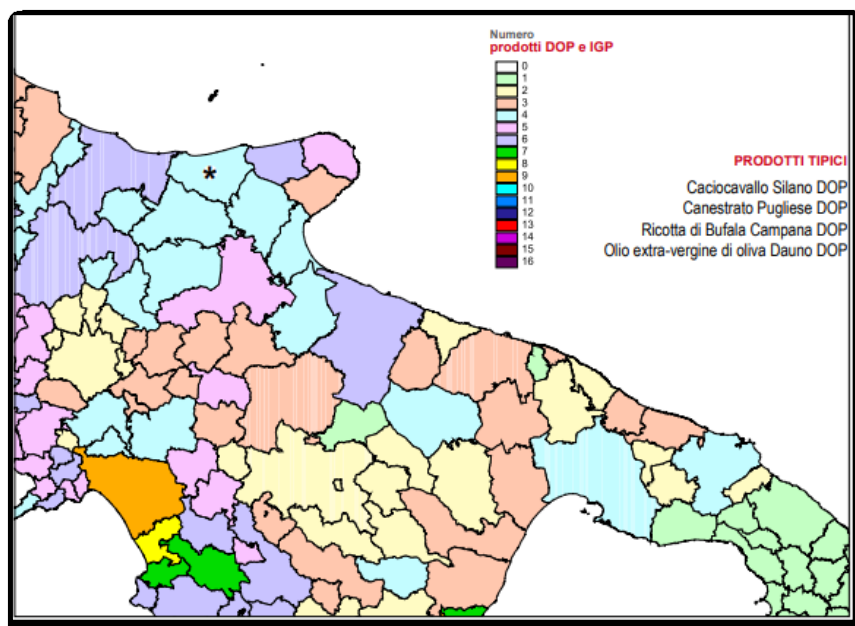 Numero
prodotti DOP e IGP
0
1
2
3
4
5
6
7
8
9
10
11
12
13
14
15
16
*
PRODOTTI TIPICI
Caciocavallo Silano DOP
Canestrato Pugliese DOP
Ricotta di Bufala Campana DOP
Olio extra-vergine di oliva Dauno DOP